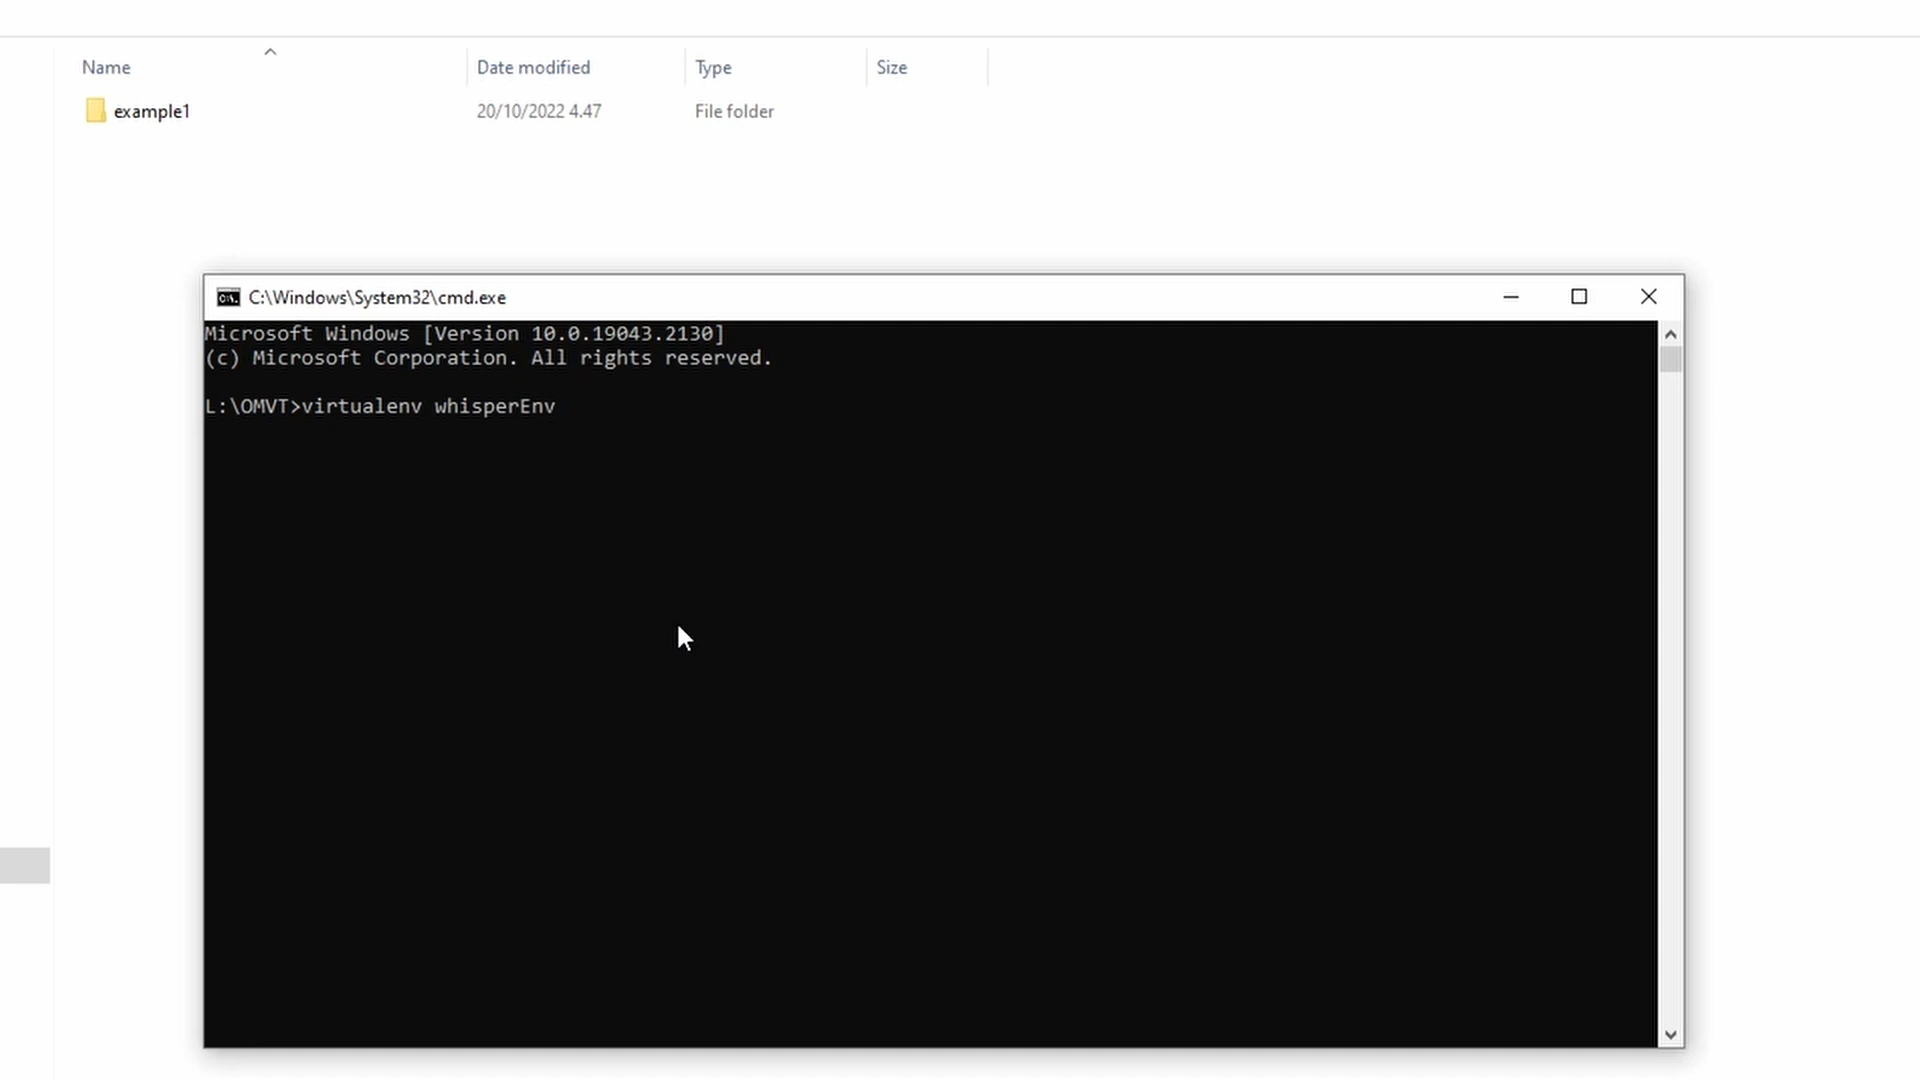 Name Date modified Type Size
example1 20/10/2022 4.47 File folder
C:\Windows\System32\cmd.exe
Microsoft Windows [Version 10.0.19043.2130]
(c) Microsoft Corporation. All rights reserved.
L:\OMVT>virtualenv whisperEnv